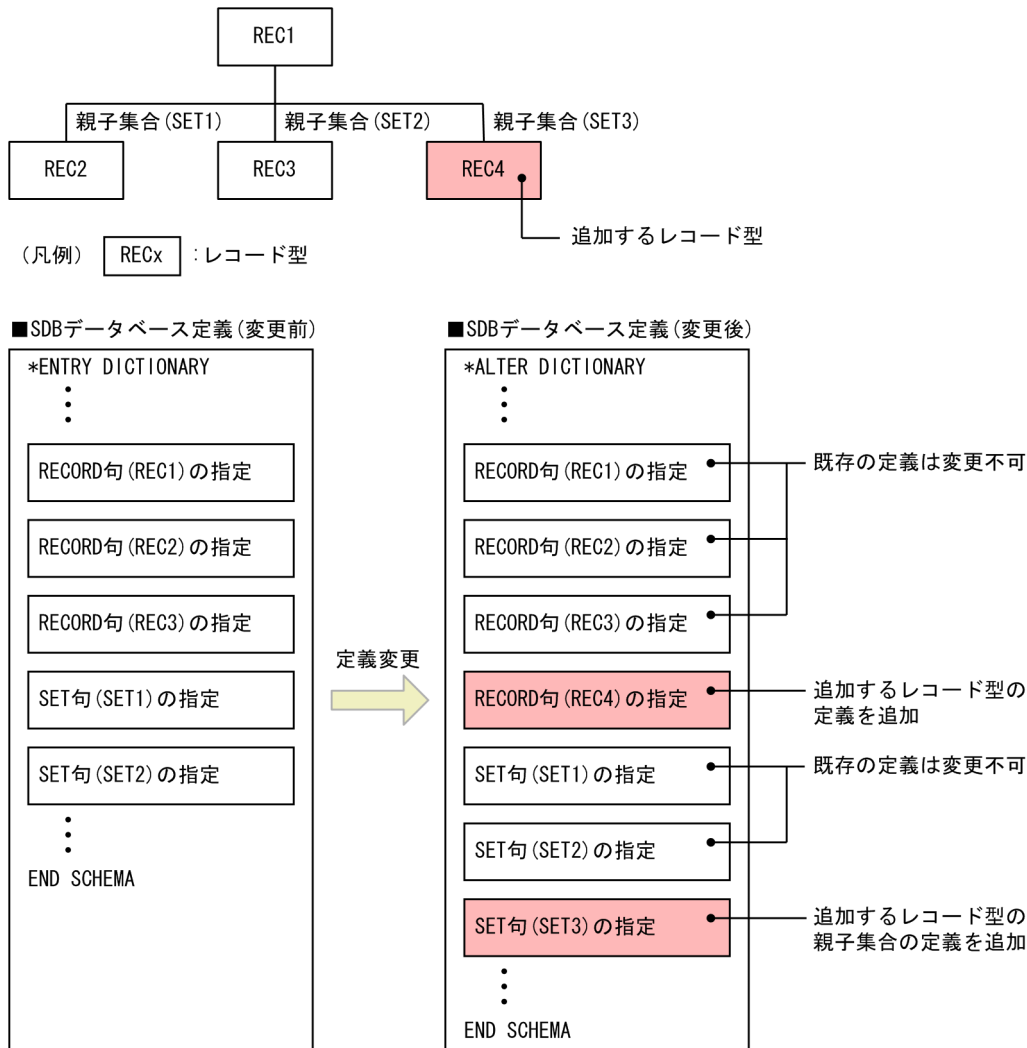 REC1
親子集合(SET1)
親子集合(SET2)
親子集合(SET3)
REC2
REC3
REC4
追加するレコード型
(凡例) RECx :レコード型
■SDBデータベース定義(変更前)
*ENTRY DICTIONARY
RECORD句(REC1)の指定
RECORD句(REC2)の指定
RECORD句(REC3)の指定
SET句(SET1)の指定
SET句(SET2)の指定
END SCHEMA
定義変更
■SDBデータベース定義(変更後)
*ALTER DICTIONARY
RECORD句(REC1)の指定
既存の定義は変更不可
RECORD句(REC2)の指定
RECORD句(REC3)の指定
RECORD句(REC4)の指定
追加するレコード型の
定義を追加
SET句(SET1)の指定
既存の定義は変更不可
SET句(SET2)の指定
SET句(SET3)の指定
追加するレコード型の
親子集合の定義を追加
END SCHEMA